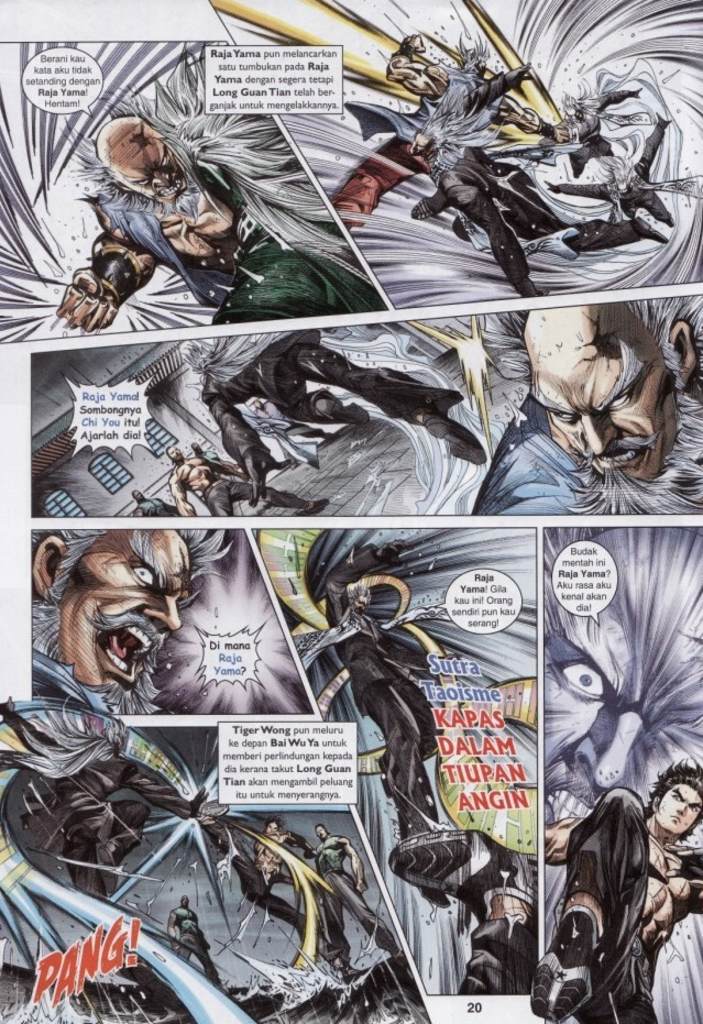 Berani kau
kata aku tidak
setanding dengan
Raja Yama!
Hentam!
Raja Yama pun melancarkan
satu tumbukan pada Raja
Yama dengan segera tetapi
Long Guan Tian telah ber-
ganjak untuk mengelakkannya.
Raja Yama!
Sombongnya
Chi You itu!
Ajarlah dia!
Di mana
Raja
Yama?
Raja
Yama! Gila
kau ini! Orang
sendiri pun kau
serang!
Sutra
Taoisme
KAPAS
DALAM
TIUPAN
ANGIN
Budak
mentah ini
Raja Yama?
Aku rasa aku
kenal dia!
Tiger Wong pun meluru
ke depan Bai Wu Ya untuk
memberi perlindungan kepada
dia kerana takut Long Guan
Tian akan mengambil peluang
itu untuk menyerangnya.
PANG!
20